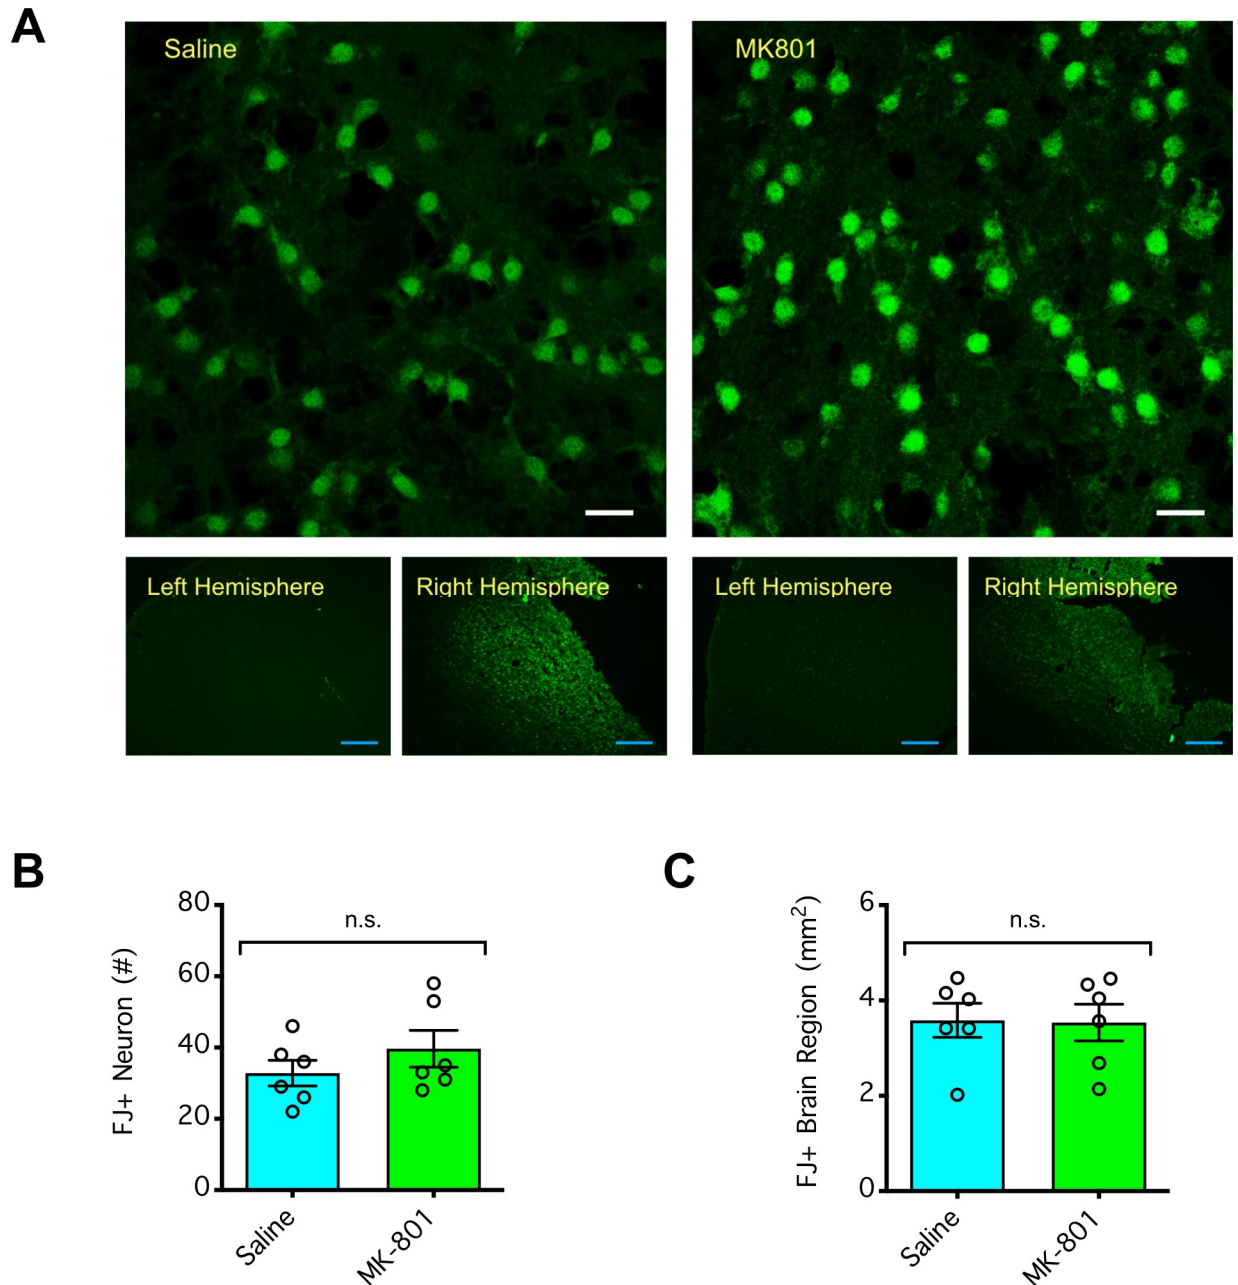 A
Saline
MK801
Left Hemisphere
Right Hemisphere
Left Hemisphere
Right Hemisphere
B
80
60
40
20
0
FJ+ Neuron (#)
n.s.
Saline
MK-801
C
6
4
2
0
FJ+ Brain Region (mm²)
n.s.
Saline
MK-801